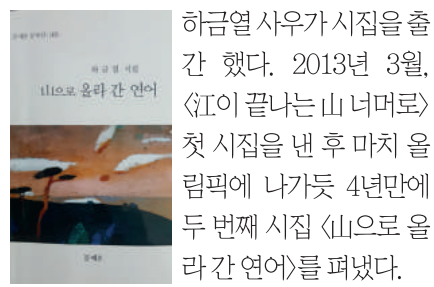 하금열 시집
山으로 올라 간 연어
하금열 사우가 시집을 출
간 했다. 2013년 3월,
〈江이 끝나는 山 너머로〉
첫 시집을 낸 후 마치 올
림픽에 나가듯 4년만에
두 번째 시집 〈山으로 올
라 간 연어〉를 펴냈다.